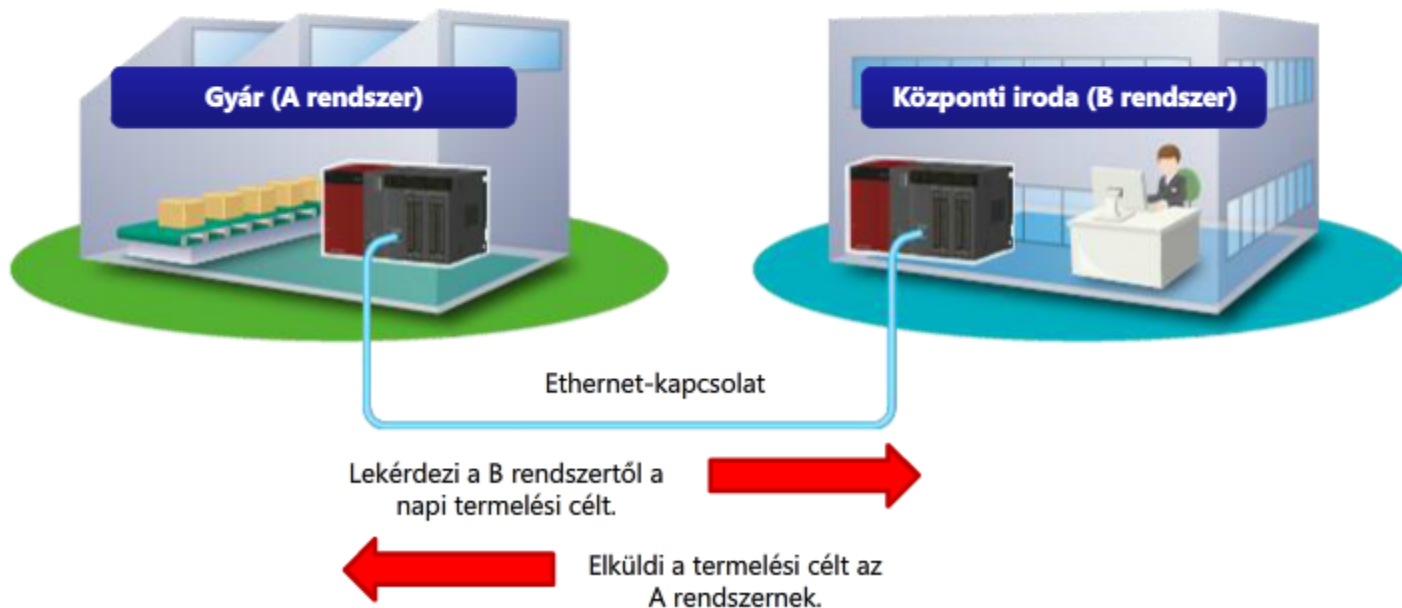 Gyár (A rendszer)
Központi iroda (B rendszer)
Ethernet-kapcsolat
Lekérdezi a B rendszertől a
napi termelési célt.
Elküldi a termelési célt az
A rendszernek.